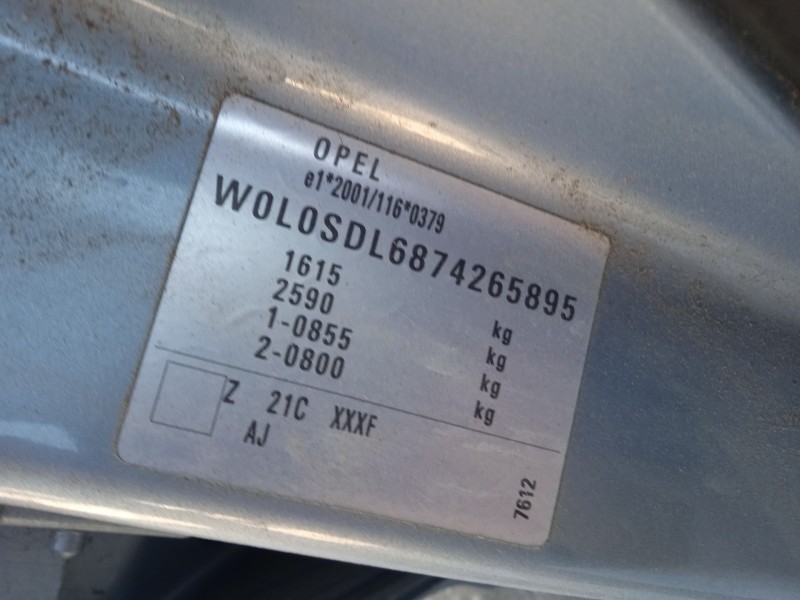 OPEL
e1*2001/116*0379
W0L0SDL6874265895
1615 kg
2590 kg
1-0855 kg
2-0800 kg
Z 21C XXXF
AJ
7612